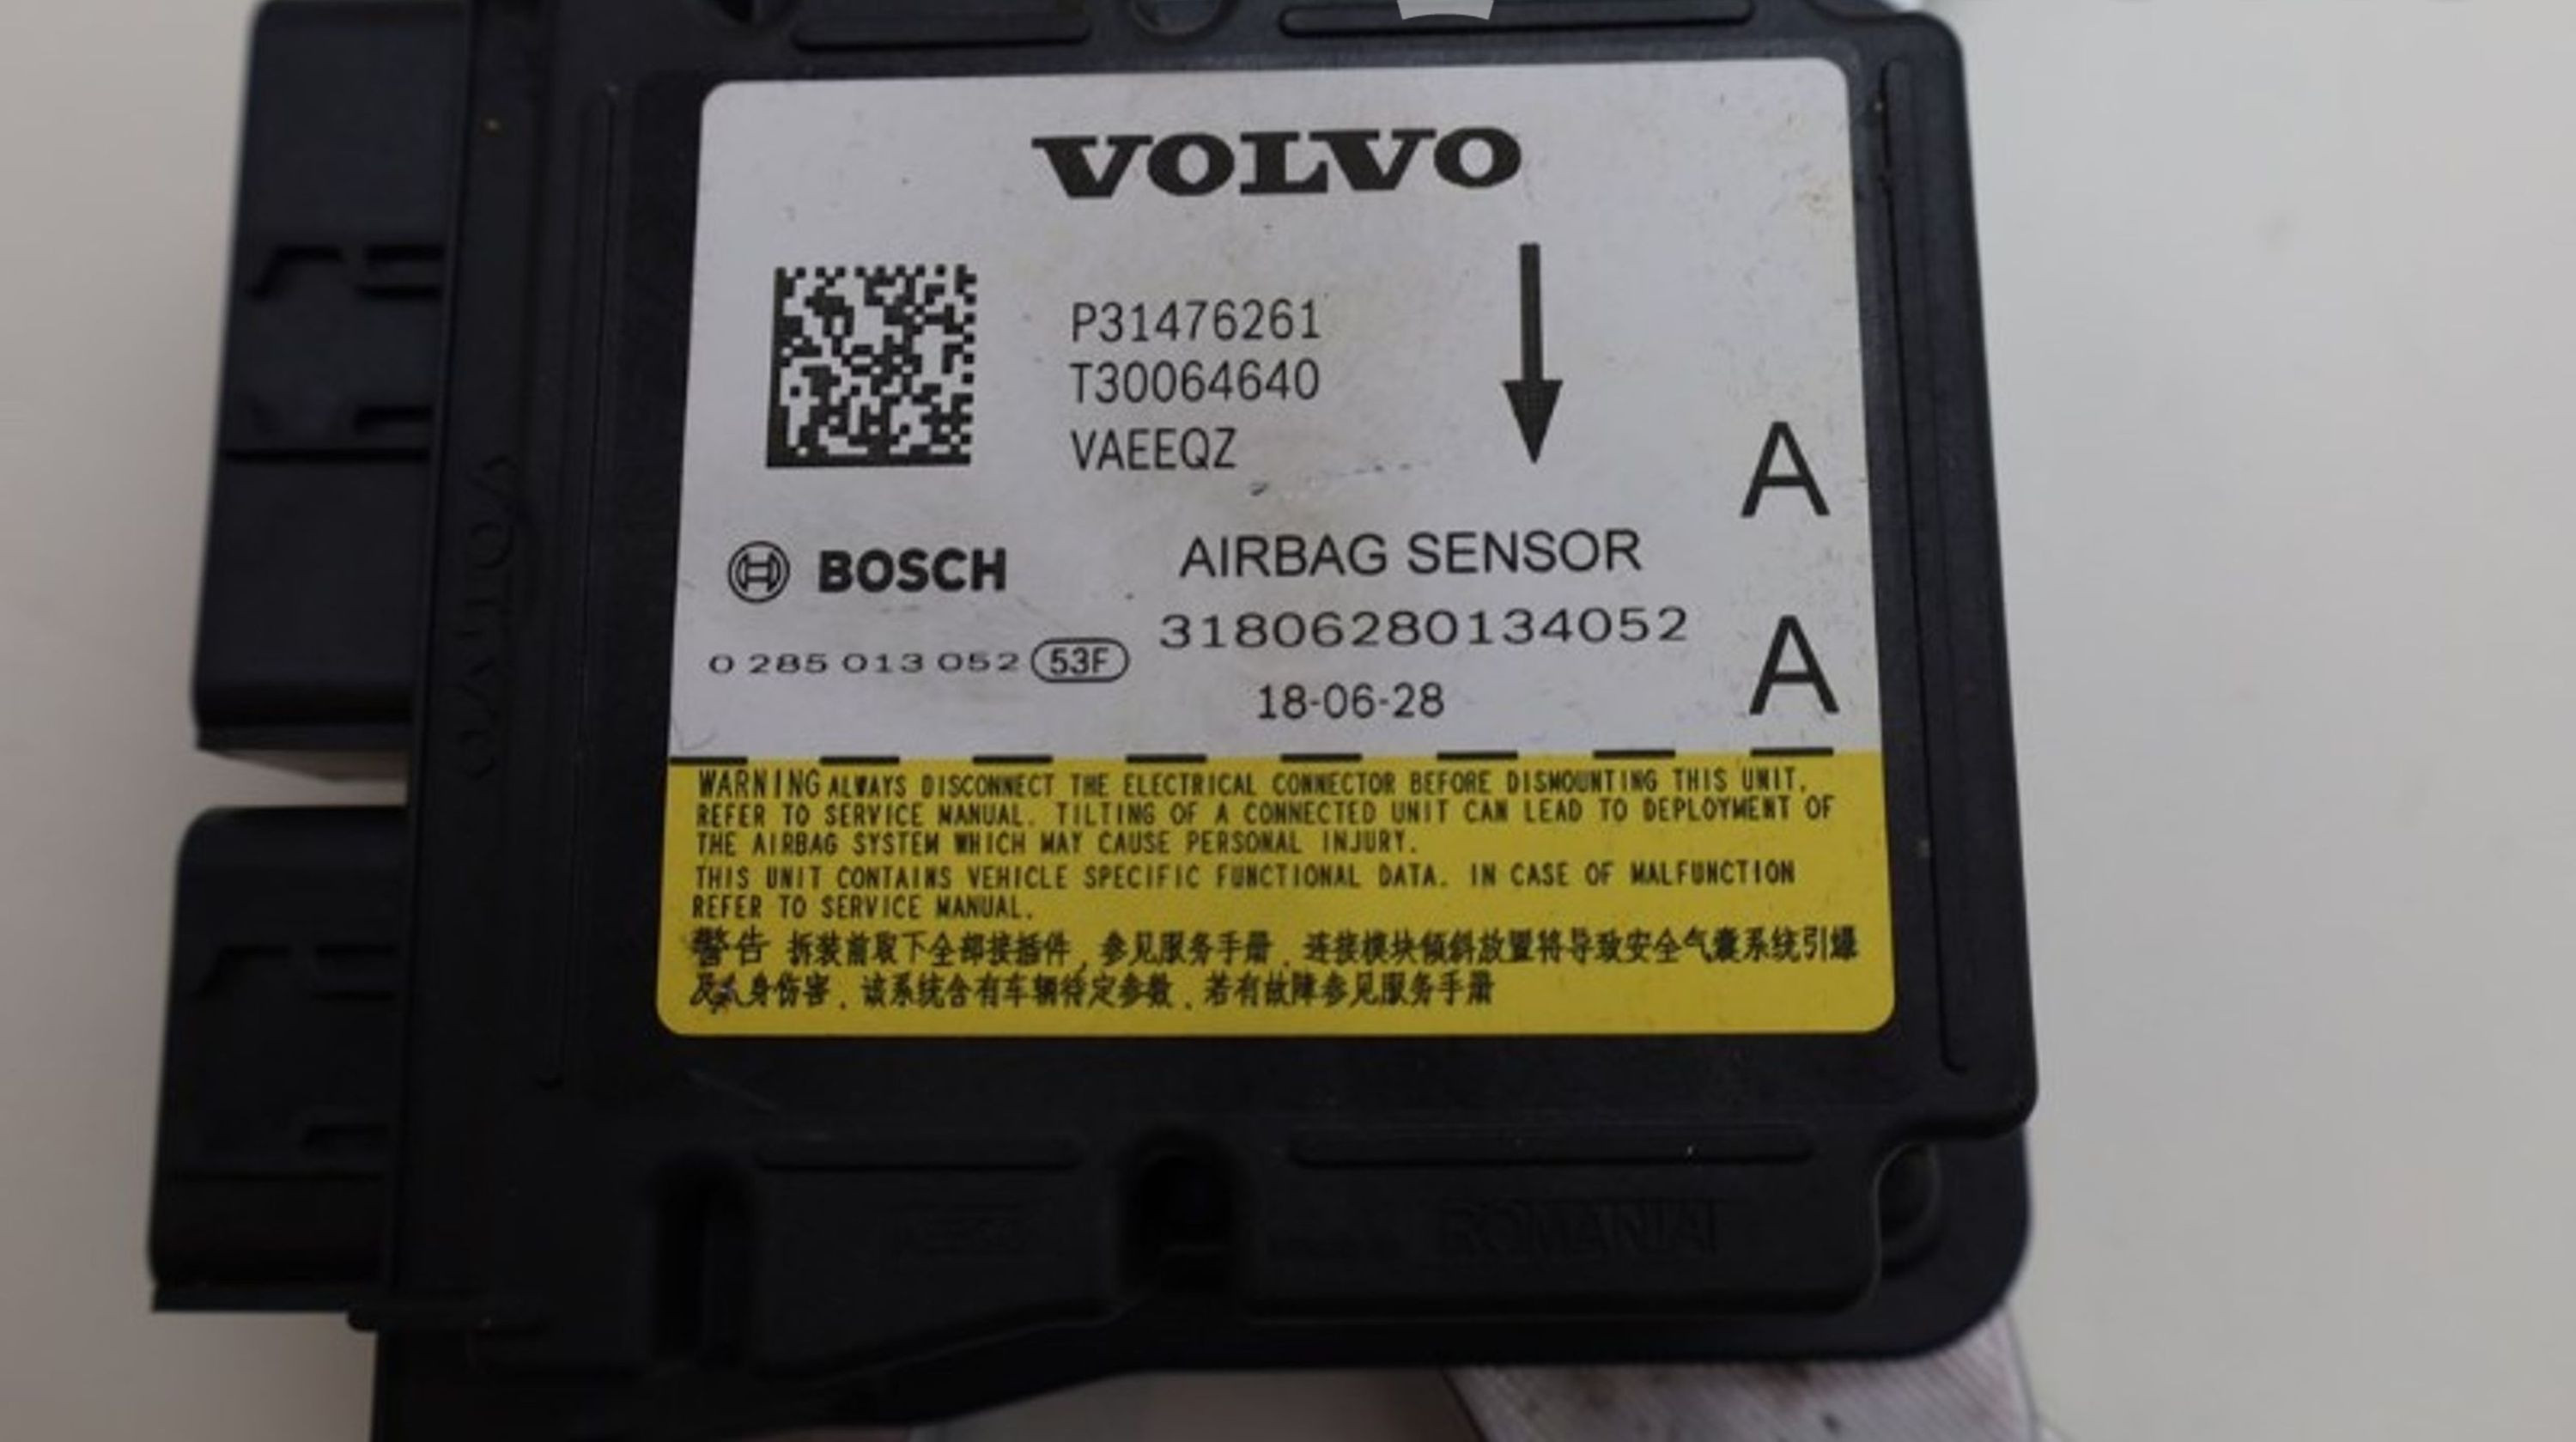 VOLVO
P31476261
T30064640
VAEEQZ
A
BOSCH
AIRBAG SENSOR
31806280134052
0 285 013 052 53F
A
18-06-28
WARNING ALWAYS DISCONNECT THE ELECTRICAL CONNECTOR BEFORE DISMOUNTING THIS UNIT.
REFER TO SERVICE MANUAL. TILTING OF A CONNECTED UNIT CAN LEAD TO DEPLOYMENT OF
THE AIRBAG SYSTEM WHICH MAY CAUSE PERSONAL INJURY.
THIS UNIT CONTAINS VEHICLE SPECIFIC FUNCTIONAL DATA. IN CASE OF MALFUNCTION
REFER TO SERVICE MANUAL.
警告 拆装前取下全部接插件，参见服务手册．连接模块倾斜放置将导致安全气囊系统引爆
及人身伤害．该系统含有车辆特定参数．若有故障参见服务手册
VOLVO
ROMANIA